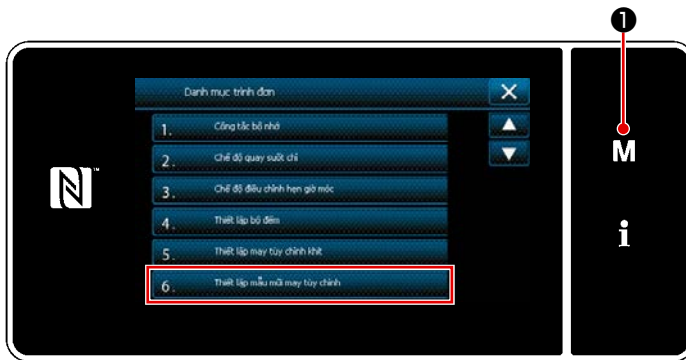 ❶
Danh mục trình đơn
1. Công tắc bộ nhớ
2. Chế độ quay suốt chỉ
3. Chế độ điều chỉnh hẹn giờ móc
4. Thiết lập bộ đếm
5. Thiết lập may tùy chỉnh khít
6. Thiết lập mẫu mũi may tùy chỉnh
M
i